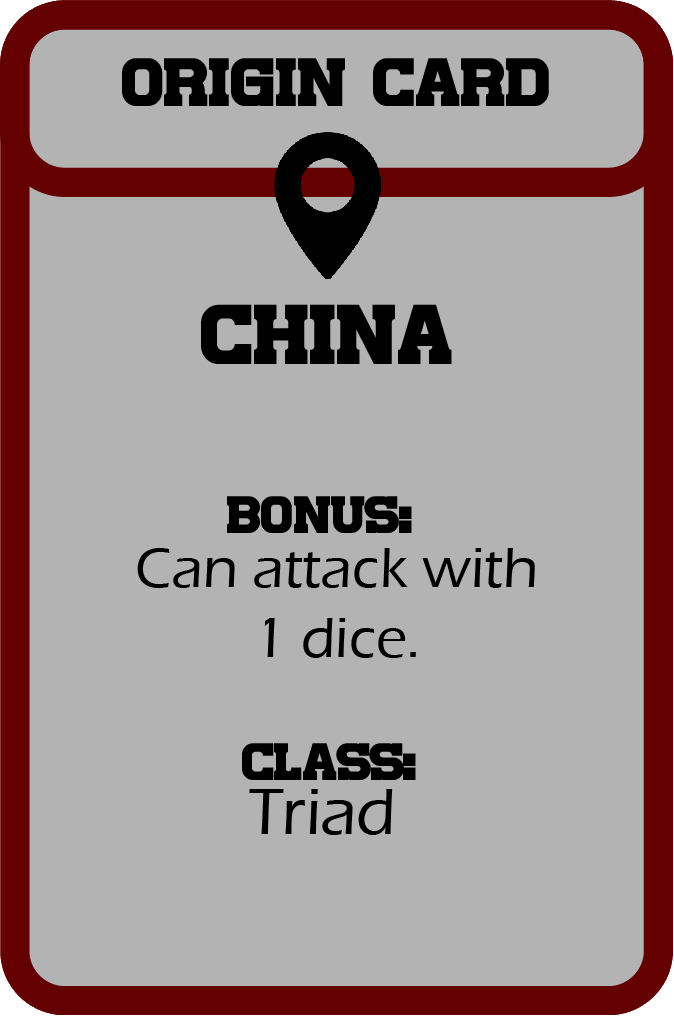 ORIGIN CARD
CHINA
BONUS:
Can attack with
1 dice.
CLASS:
Triad